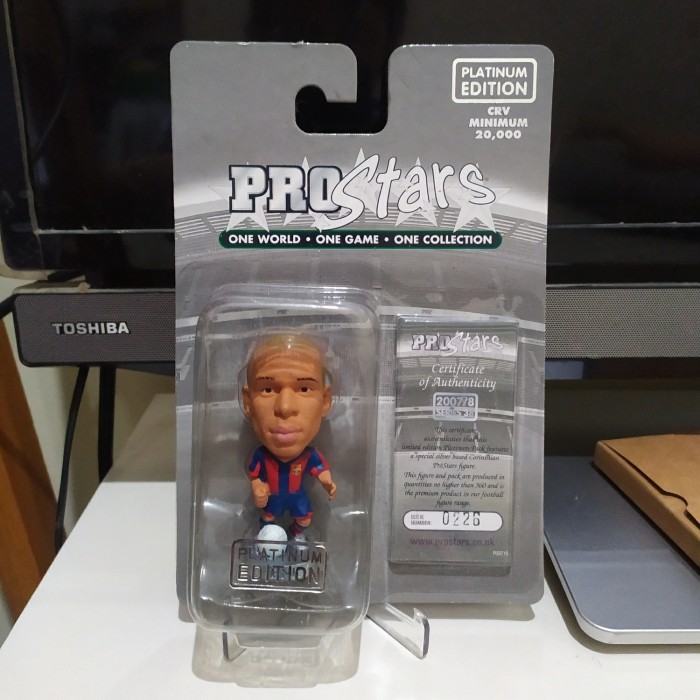 PLATINUM
EDITION
CRV
MINIMUM
20,000
PROStars
ONE WORLD • ONE GAME • ONE COLLECTION
TOSHIBA
PROStars
Certificate
of Authenticity
2007/8
This certificate
authenticates that this
limited edition Platinum Pack features
a special silver based Corinthian
ProStars figure.
This figure and pack are produced in
quantities no higher than 360 and is
the premium product in our football
figure range.
0226
www.prostars.co.uk
PLATINUM
EDITION